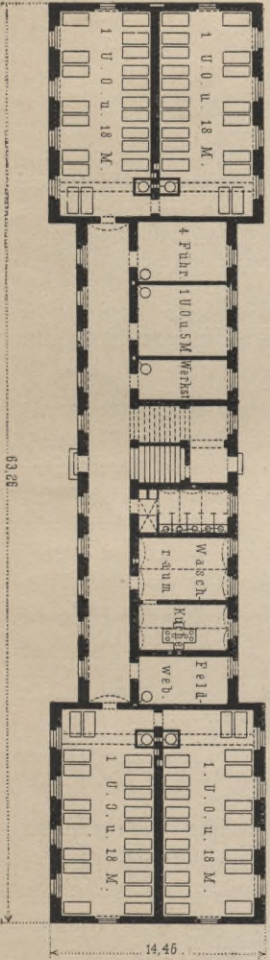 1 U. O. u. 18 M.
1 U. O. u. 18 M.
4 Führ.
1 U O u 5 M
Werkst
Wasch-
raum
Küche
Feld-
web.
1 U. O. u. 18 M.
1. U. O. u. 18 M.
63,26
14,46